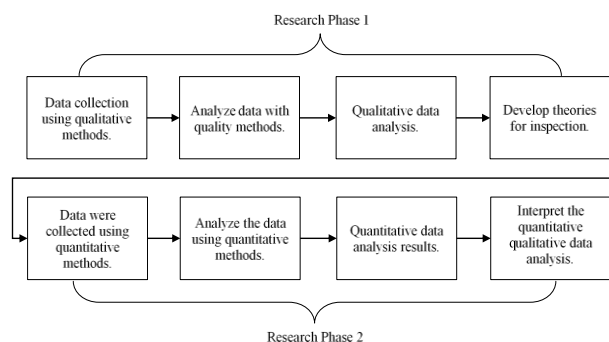 Research Phase 1
Data collection
using qualitative
methods.
Analyze data with
quality methods.
Qualitative data
analysis.
Develop theories
for inspection.
Data were
collected using
quantitative
methods.
Analyze the data
using quantitative
methods.
Quantitative data
analysis results.
Interpret the
quantitative
qualitative data
analysis.
Research Phase 2